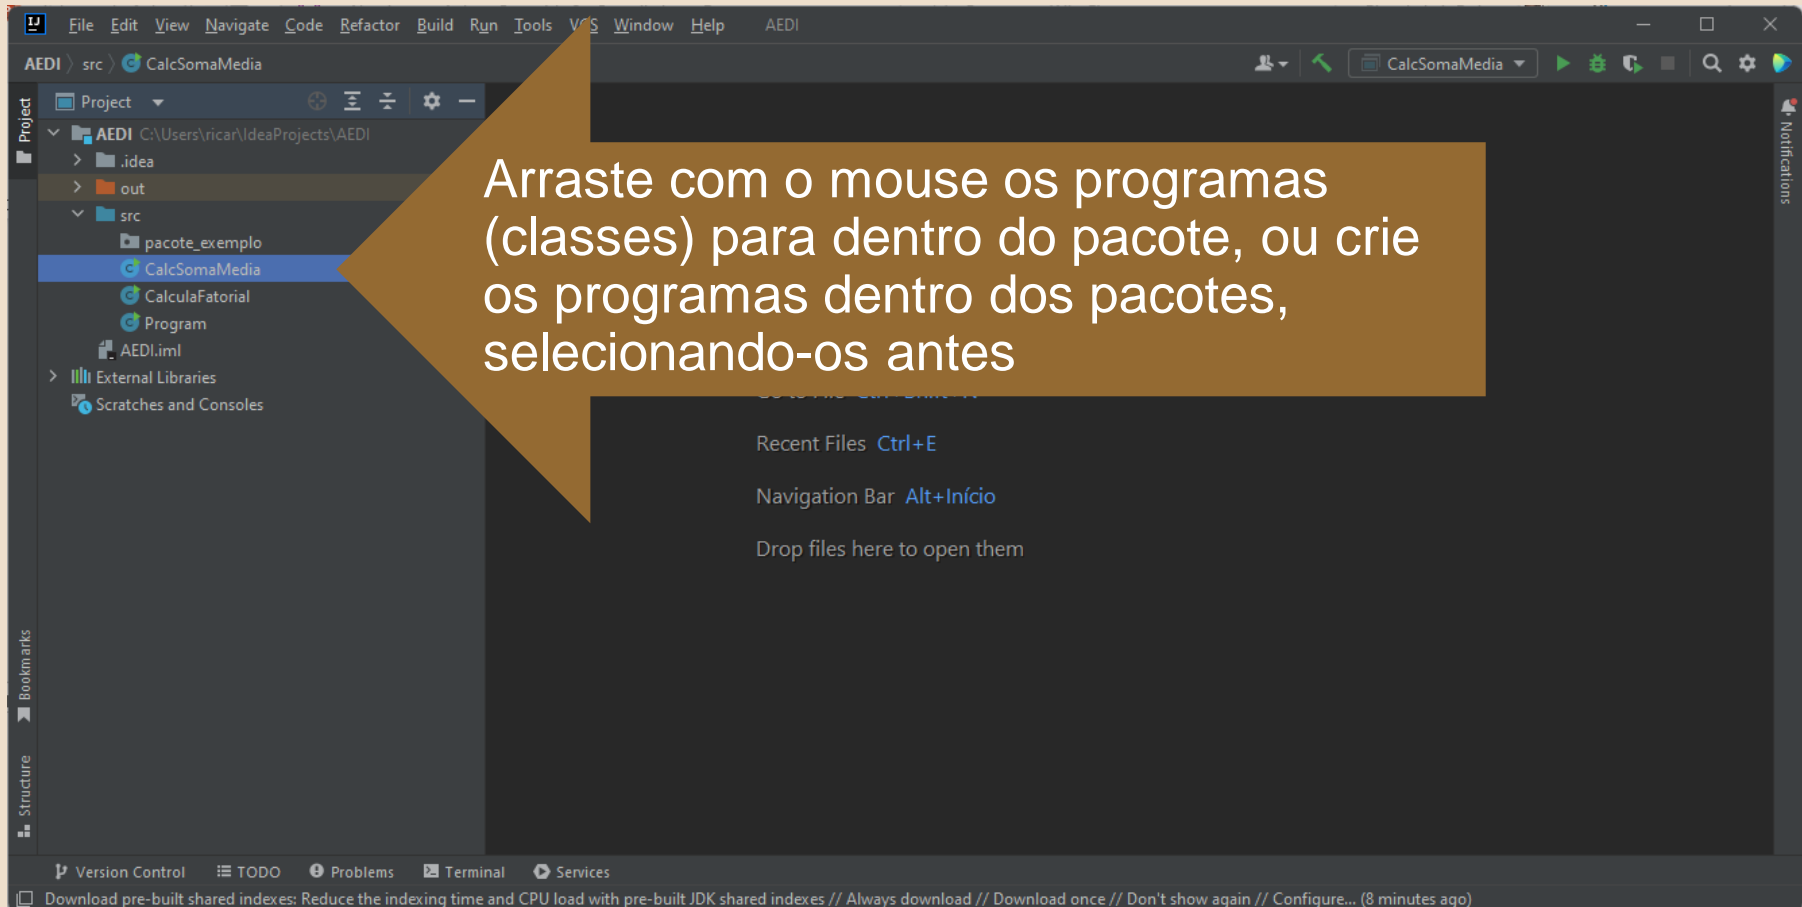 IJ File Edit View Navigate Code Refactor Build Run Tools VCS Window Help AEDI
AEDI src CalcSomaMedia
CalcSomaMedia
Project
AEDI C:\Users\ricar\IdeaProjects\AEDI
.idea
out
src
pacote_exemplo
CalcSomaMedia
CalculaFatorial
Program
AEDI.iml
External Libraries
Scratches and Consoles
Project
Bookmarks
Structure
Notifications
Arraste com o mouse os programas
(classes) para dentro do pacote, ou crie
os programas dentro dos pacotes,
selecionando-os antes
Recent Files Ctrl+E
Navigation Bar Alt+Início
Drop files here to open them
Version Control TODO Problems Terminal Services
Download pre-built shared indexes: Reduce the indexing time and CPU load with pre-built JDK shared indexes // Always download // Download once // Don't show again // Configure... (8 minutes ago)